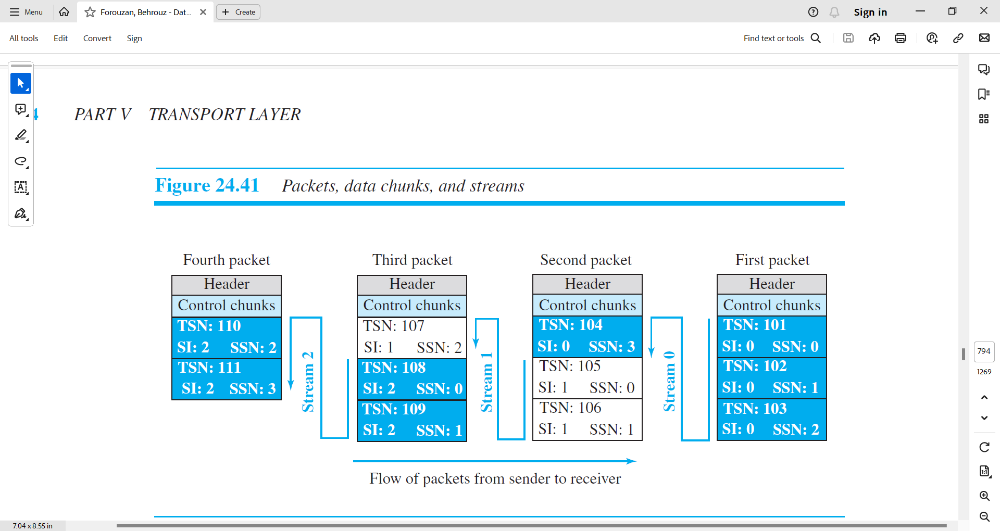 Menu
Forouzan, Behrouz - Dat...
Create
Sign in
All tools Edit Convert Sign
Find text or tools
4 PART V TRANSPORT LAYER
Figure 24.41 Packets, data chunks, and streams
Fourth packet
Header
Control chunks
TSN: 110
SI: 2 SSN: 2
TSN: 111
SI: 2 SSN: 3
Stream 2
Third packet
Header
Control chunks
TSN: 107
SI: 1 SSN: 2
TSN: 108
SI: 2 SSN: 0
TSN: 109
SI: 2 SSN: 1
Stream 1
Second packet
Header
Control chunks
TSN: 104
SI: 0 SSN: 3
TSN: 105
SI: 1 SSN: 0
TSN: 106
SI: 1 SSN: 1
Stream 0
First packet
Header
Control chunks
TSN: 101
SI: 0 SSN: 0
TSN: 102
SI: 0 SSN: 1
TSN: 103
SI: 0 SSN: 2
Flow of packets from sender to receiver
794
1269
1:1
7.04 x 8.55 in